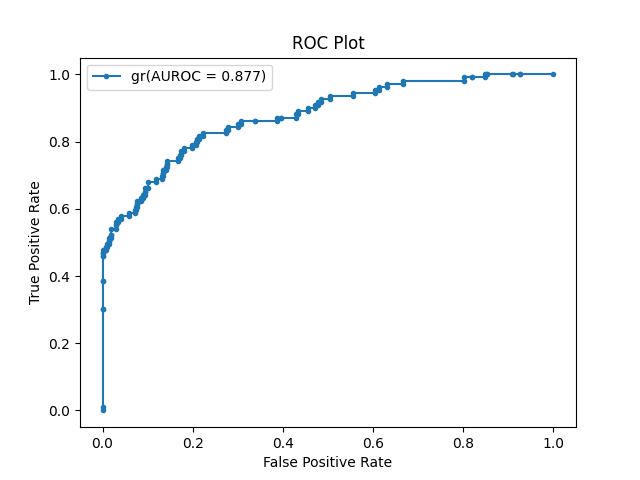 ROC Plot
gr(AUROC = 0.877)
1.0
0.8
0.6
0.4
0.2
0.0
True Positive Rate
0.0 0.2 0.4 0.6 0.8 1.0
False Positive Rate